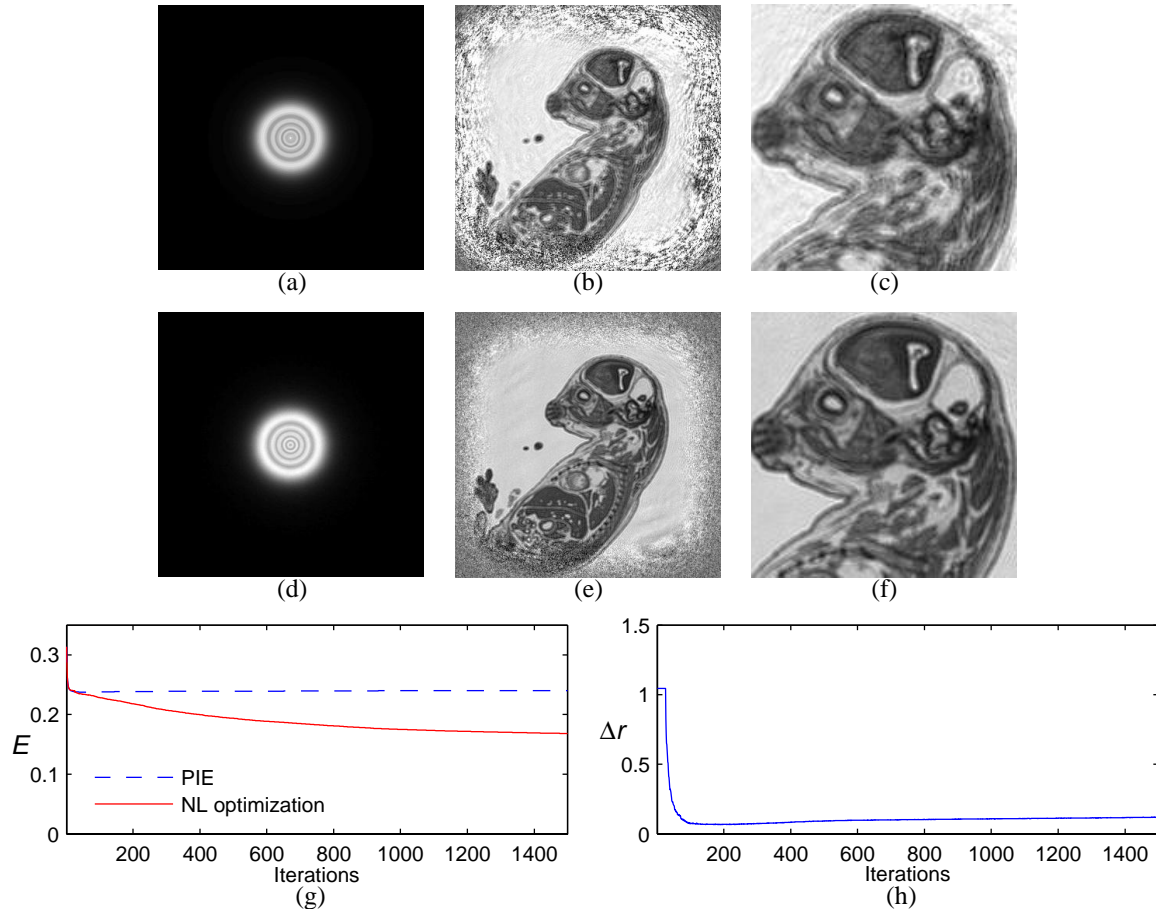 (a) (b) (c)
(d) (e) (f)
0.3
0.2
0.1
0
E
PIE
NL optimization
200 400 600 800 1000 1200 1400
Iterations
(g)
1.5
1
0.5
0
Δr
200 400 600 800 1000 1200 1400
Iterations
(h)